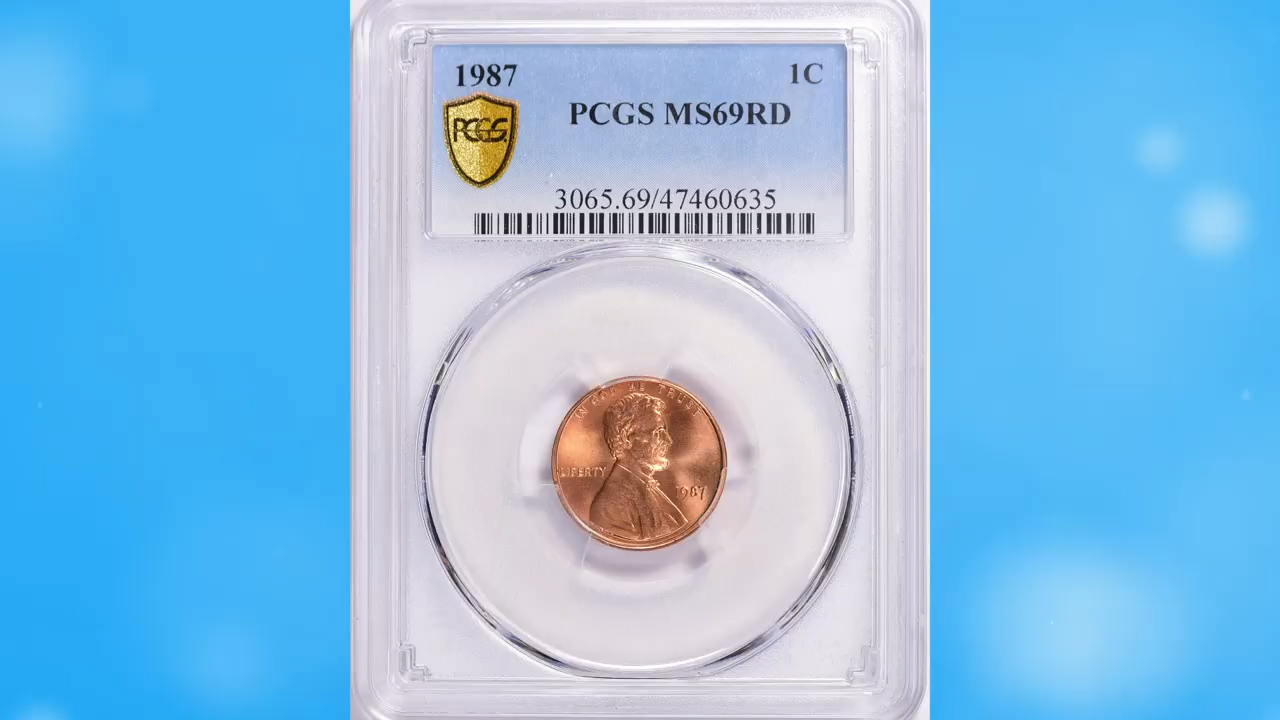 1987 1C
PCGS MS69RD
PCGS
3065.69/47460635
IN GOD WE TRUST
LIBERTY
1987